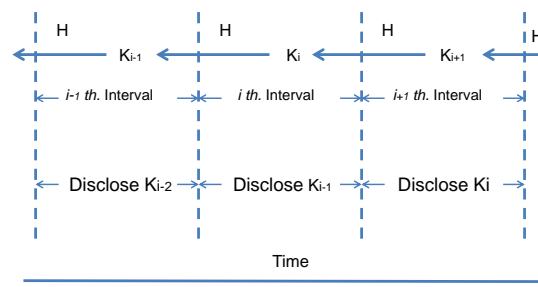 H H H H
Ki-1 Ki Ki+1
i-1 th. Interval i th. Interval i+1 th. Interval
Disclose Ki-2 Disclose Ki-1 Disclose Ki
Time